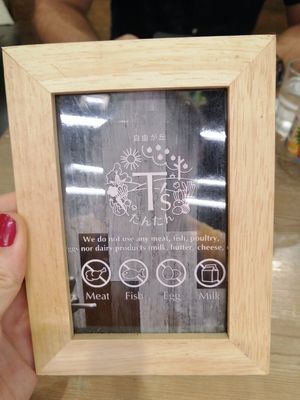 自由が丘
T's
たんたん
We do not use any meat, fish, poultry,
eggs nor dairy products (milk, butter, cheese,
Meat Fish Egg Milk